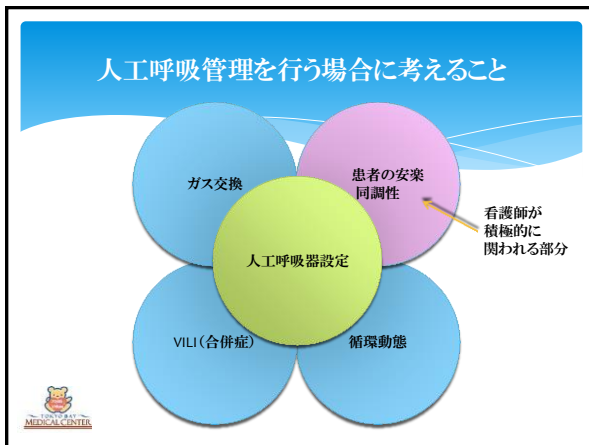 人工呼吸管理を行う場合に考えること
ガス交換
患者の安楽
同調性
看護師が
積極的に
関われる部分
人工呼吸器設定
VILI(合併症)
循環動態
TOKYO BAY
MEDICAL CENTER